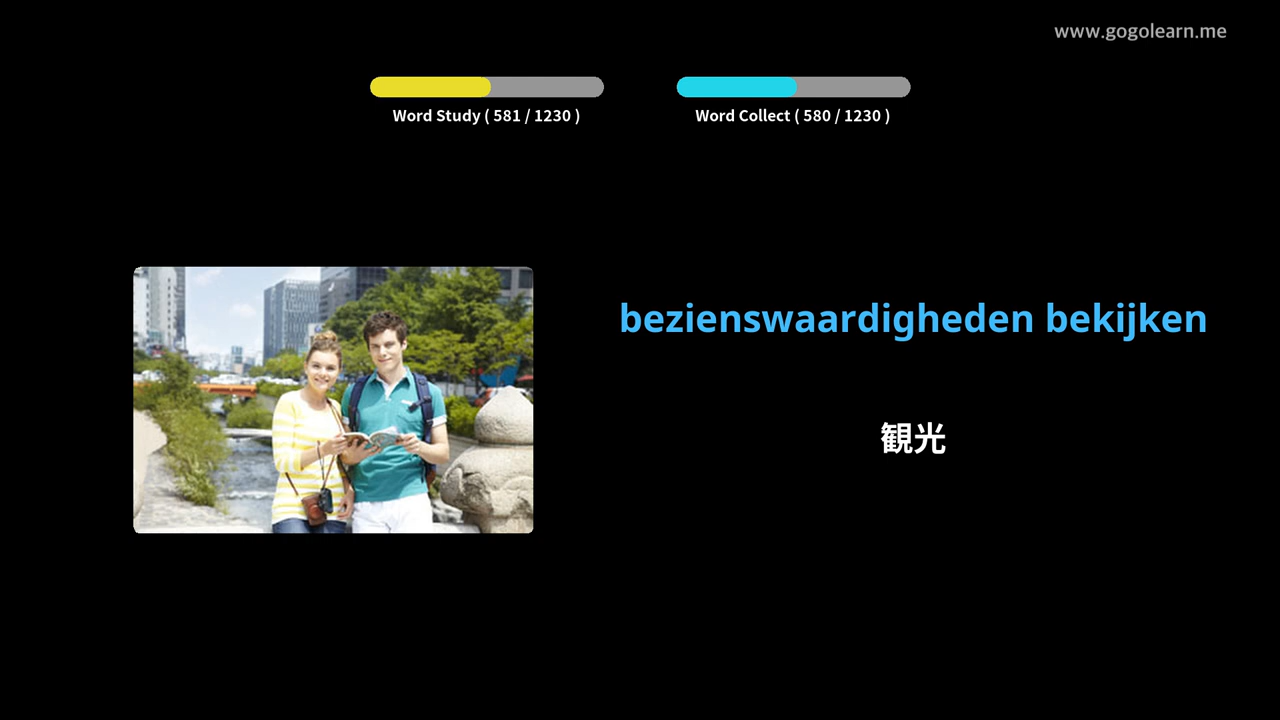 www.gogolearn.me
Word Study ( 581 / 1230 )
Word Collect ( 580 / 1230 )
bezienswaardigheden bekijken
観光